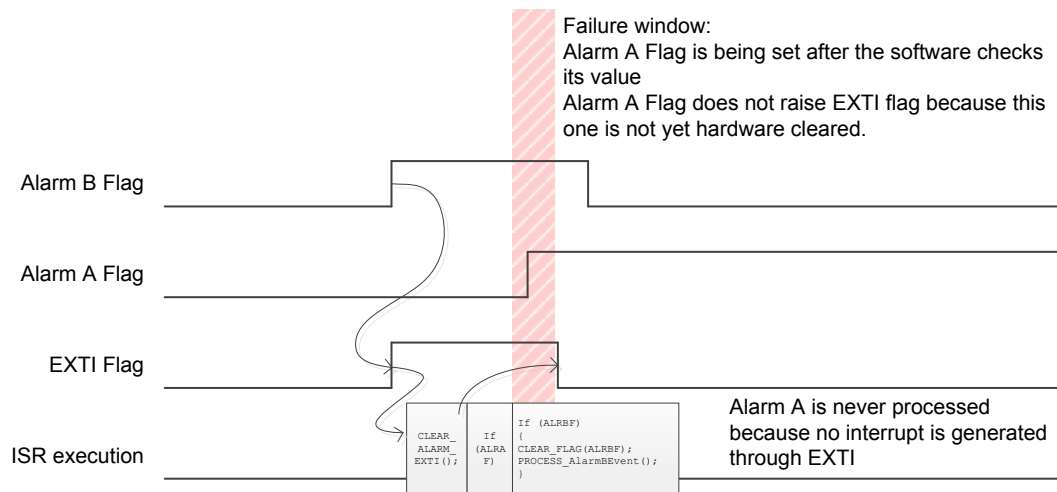 Failure window:
Alarm A Flag is being set after the software checks
its value
Alarm A Flag does not raise EXTI flag because this
one is not yet hardware cleared.
Alarm B Flag
Alarm A Flag
EXTI Flag
ISR execution
CLEAR_
ALARM_
EXTI();
If
(ALRA
F)
If (ALRBF)
{
CLEAR_FLAG(ALRBF);
PROCESS_AlarmBEvent();
}
Alarm A is never processed
because no interrupt is generated
through EXTI